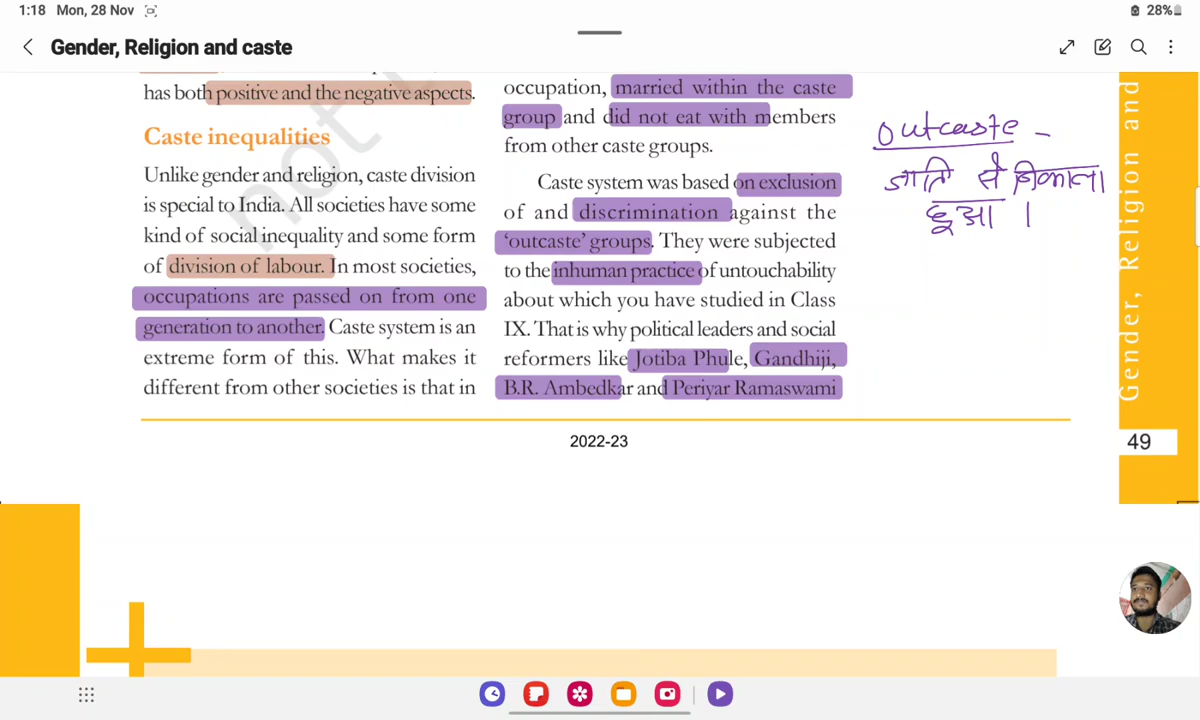 1:18 Mon, 28 Nov
28%
Gender, Religion and caste
has both positive and the negative aspects.
Caste inequalities
Unlike gender and religion, caste division
is special to India. All societies have some
kind of social inequality and some form
of division of labour. In most societies,
occupations are passed on from one
generation to another. Caste system is an
extreme form of this. What makes it
different from other societies is that in
occupation, married within the caste
group and did not eat with members
from other caste groups.
Caste system was based on exclusion
of and discrimination against the
‘outcaste’ groups. They were subjected
to the inhuman practice of untouchability
about which you have studied in Class
IX. That is why political leaders and social
reformers like Jotiba Phule, Gandhiji,
B.R. Ambedkar and Periyar Ramaswami
outcaste –
जाति से निकाला
हुआ ।
Gender, Religion and
2022-23
49
not